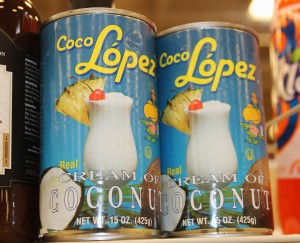 Coco
López
Real
CREAM OF
COCONUT
NET WT. 15 OZ. (425g)
Coco
López
Real
CREAM OF
COCONUT
NET WT. 15 OZ. (425g)